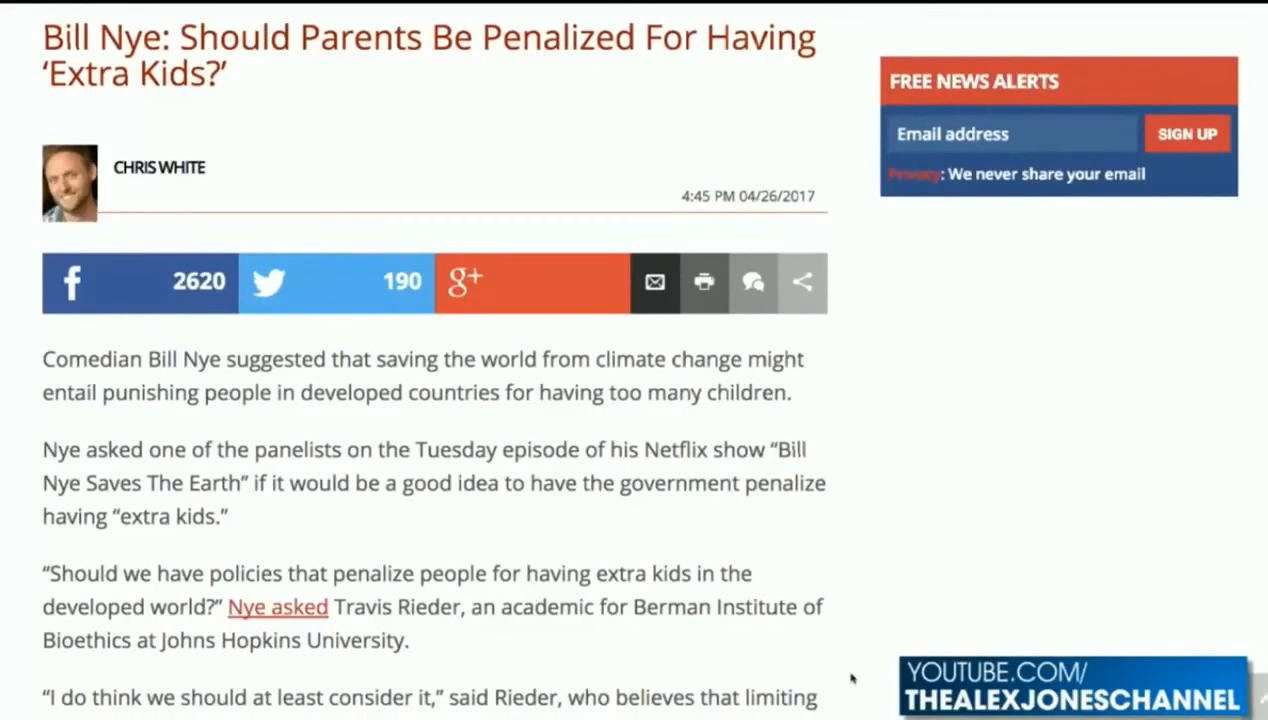 Bill Nye: Should Parents Be Penalized For Having
‘Extra Kids?’
FREE NEWS ALERTS
Email address
SIGN UP
Privacy: We never share your email
CHRIS WHITE
4:45 PM 04/26/2017
f 2620
190
g+
Comedian Bill Nye suggested that saving the world from climate change might
entail punishing people in developed countries for having too many children.
Nye asked one of the panelists on the Tuesday episode of his Netflix show “Bill
Nye Saves The Earth” if it would be a good idea to have the government penalize
having “extra kids.”
“Should we have policies that penalize people for having extra kids in the
developed world?” Nye asked Travis Rieder, an academic for Berman Institute of
Bioethics at Johns Hopkins University.
“I do think we should at least consider it,” said Rieder, who believes that limiting
YOUTUBE.COM/
THEALEXJONESCHANNEL